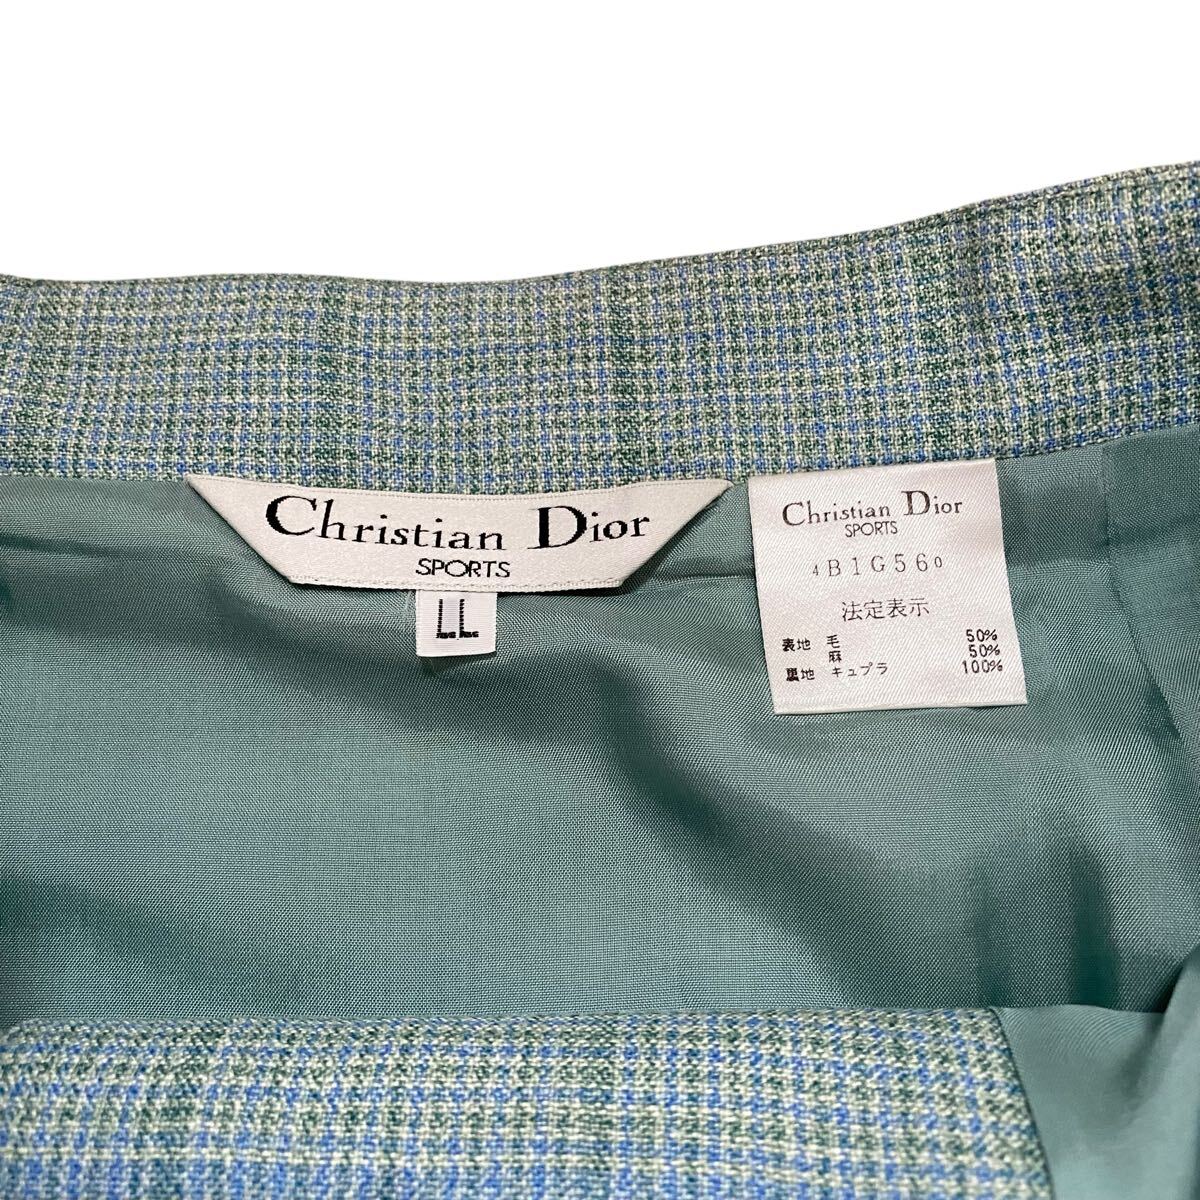 Christian Dior
SPORTS
LL
Christian Dior
SPORTS
4B1G560
法定表示
表地 毛 50%
麻 50%
裏地 キュプラ 100%